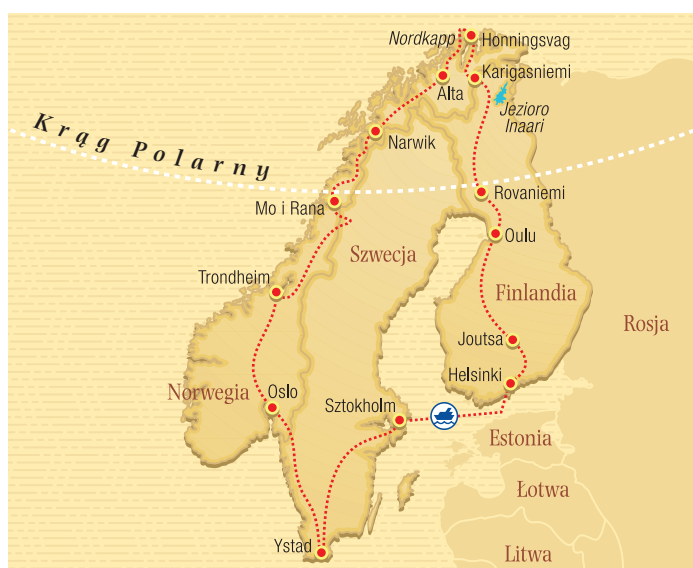 Nordkapp
Honningsvag
Karigasniemi
Alta
Jezioro
Inaari
Krąg Polarny
Narwik
Rovaniemi
Mo i Rana
Oulu
Szwecja
Trondheim
Finlandia
Rosja
Joutsa
Helsinki
Norwegia
Oslo
Sztokholm
Estonia
Łotwa
Ystad
Litwa